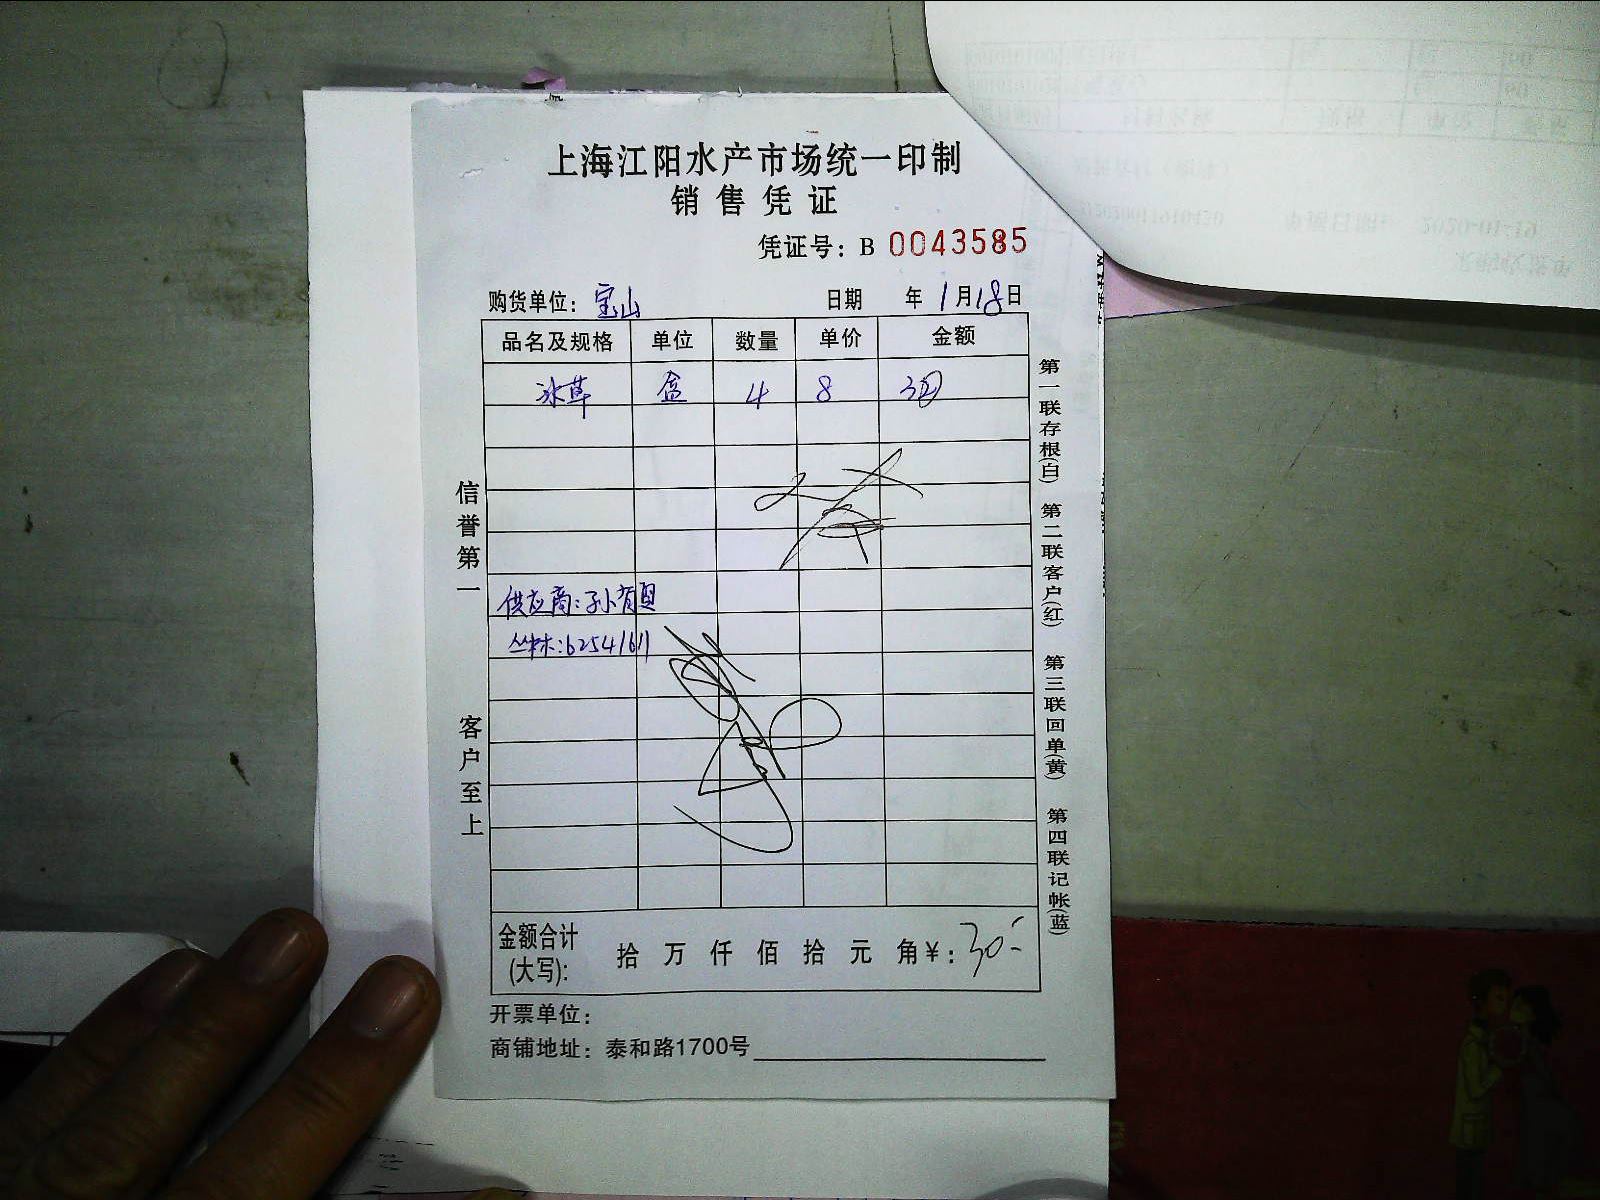 上海江阳水产市场统一印制
销售凭证
凭证号：B 0043585
购货单位：宝山 日期 年1月18日
品名及规格 单位 数量 单价 金额
冰草 盒 4 8
供应商：孙有
丛林：62541611
金额合计(大写)： 拾 万 仟 佰 拾 元 角￥：30
开票单位：
商铺地址：泰和路1700号
信誉第一 客户至上
第一联存根(白) 第二联客户(红) 第三联回单(黄) 第四联记帐(蓝)